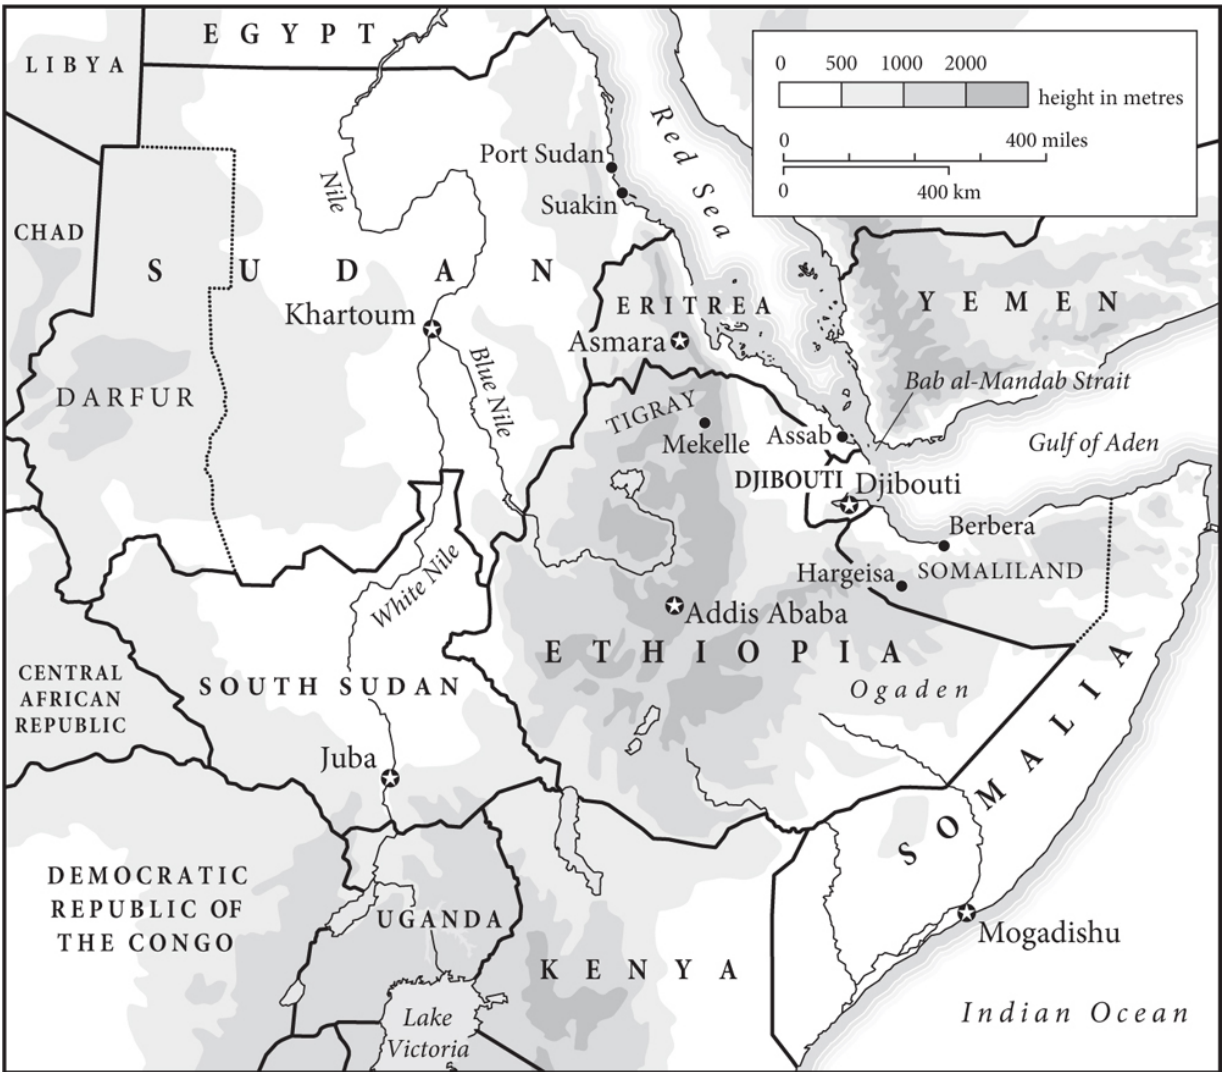 EGYPT
LIBYA
0 500 1000 2000
height in metres
0 400 miles
0 400 km
Red Sea
Port Sudan
Suakin
Nile
CHAD
SUDAN
Khartoum
ERITREA
YEMEN
Asmara
Blue Nile
Bab al-Mandab Strait
DARFUR
TIGRAY
Mekelle
Assab
Gulf of Aden
DJIBOUTI
Djibouti
Berbera
White Nile
Hargeisa
SOMALILAND
Addis Ababa
ETHIOPIA
Ogaden
CENTRAL
AFRICAN
REPUBLIC
SOUTH SUDAN
Juba
SOMALIA
DEMOCRATIC
REPUBLIC OF
THE CONGO
UGANDA
KENYA
Mogadishu
Lake
Victoria
Indian Ocean